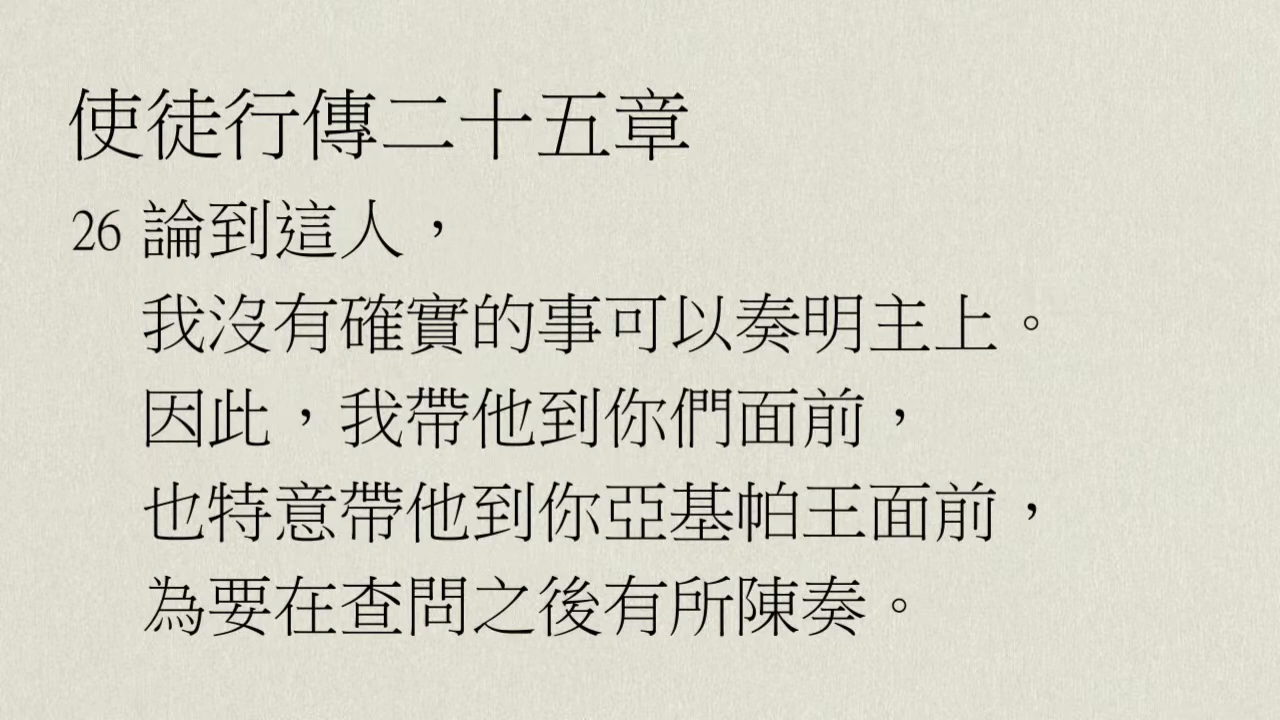 使徒行傳二十五章
26 論到這人，
我沒有確實的事可以奏明主上。
因此，我帶他到你們面前，
也特意帶他到你亞基帕王面前，
為要在查問之後有所陳奏。